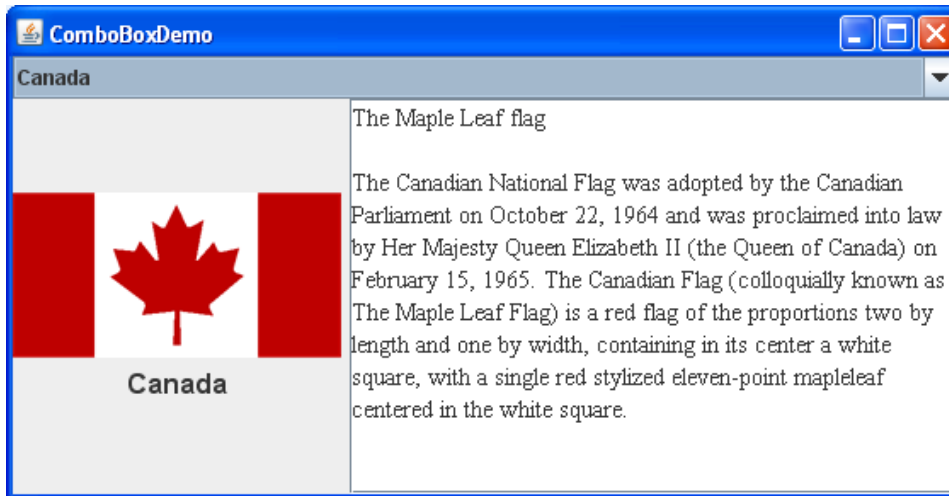 ComboBoxDemo
Canada
The Maple Leaf flag
The Canadian National Flag was adopted by the Canadian
Parliament on October 22, 1964 and was proclaimed into law
by Her Majesty Queen Elizabeth II (the Queen of Canada) on
February 15, 1965.  The Canadian Flag (colloquially known as
The Maple Leaf Flag) is a red flag of the proportions two by
length and one by width, containing in its center a white
square, with a single red stylized eleven-point mapleleaf
centered in the white square.
Canada